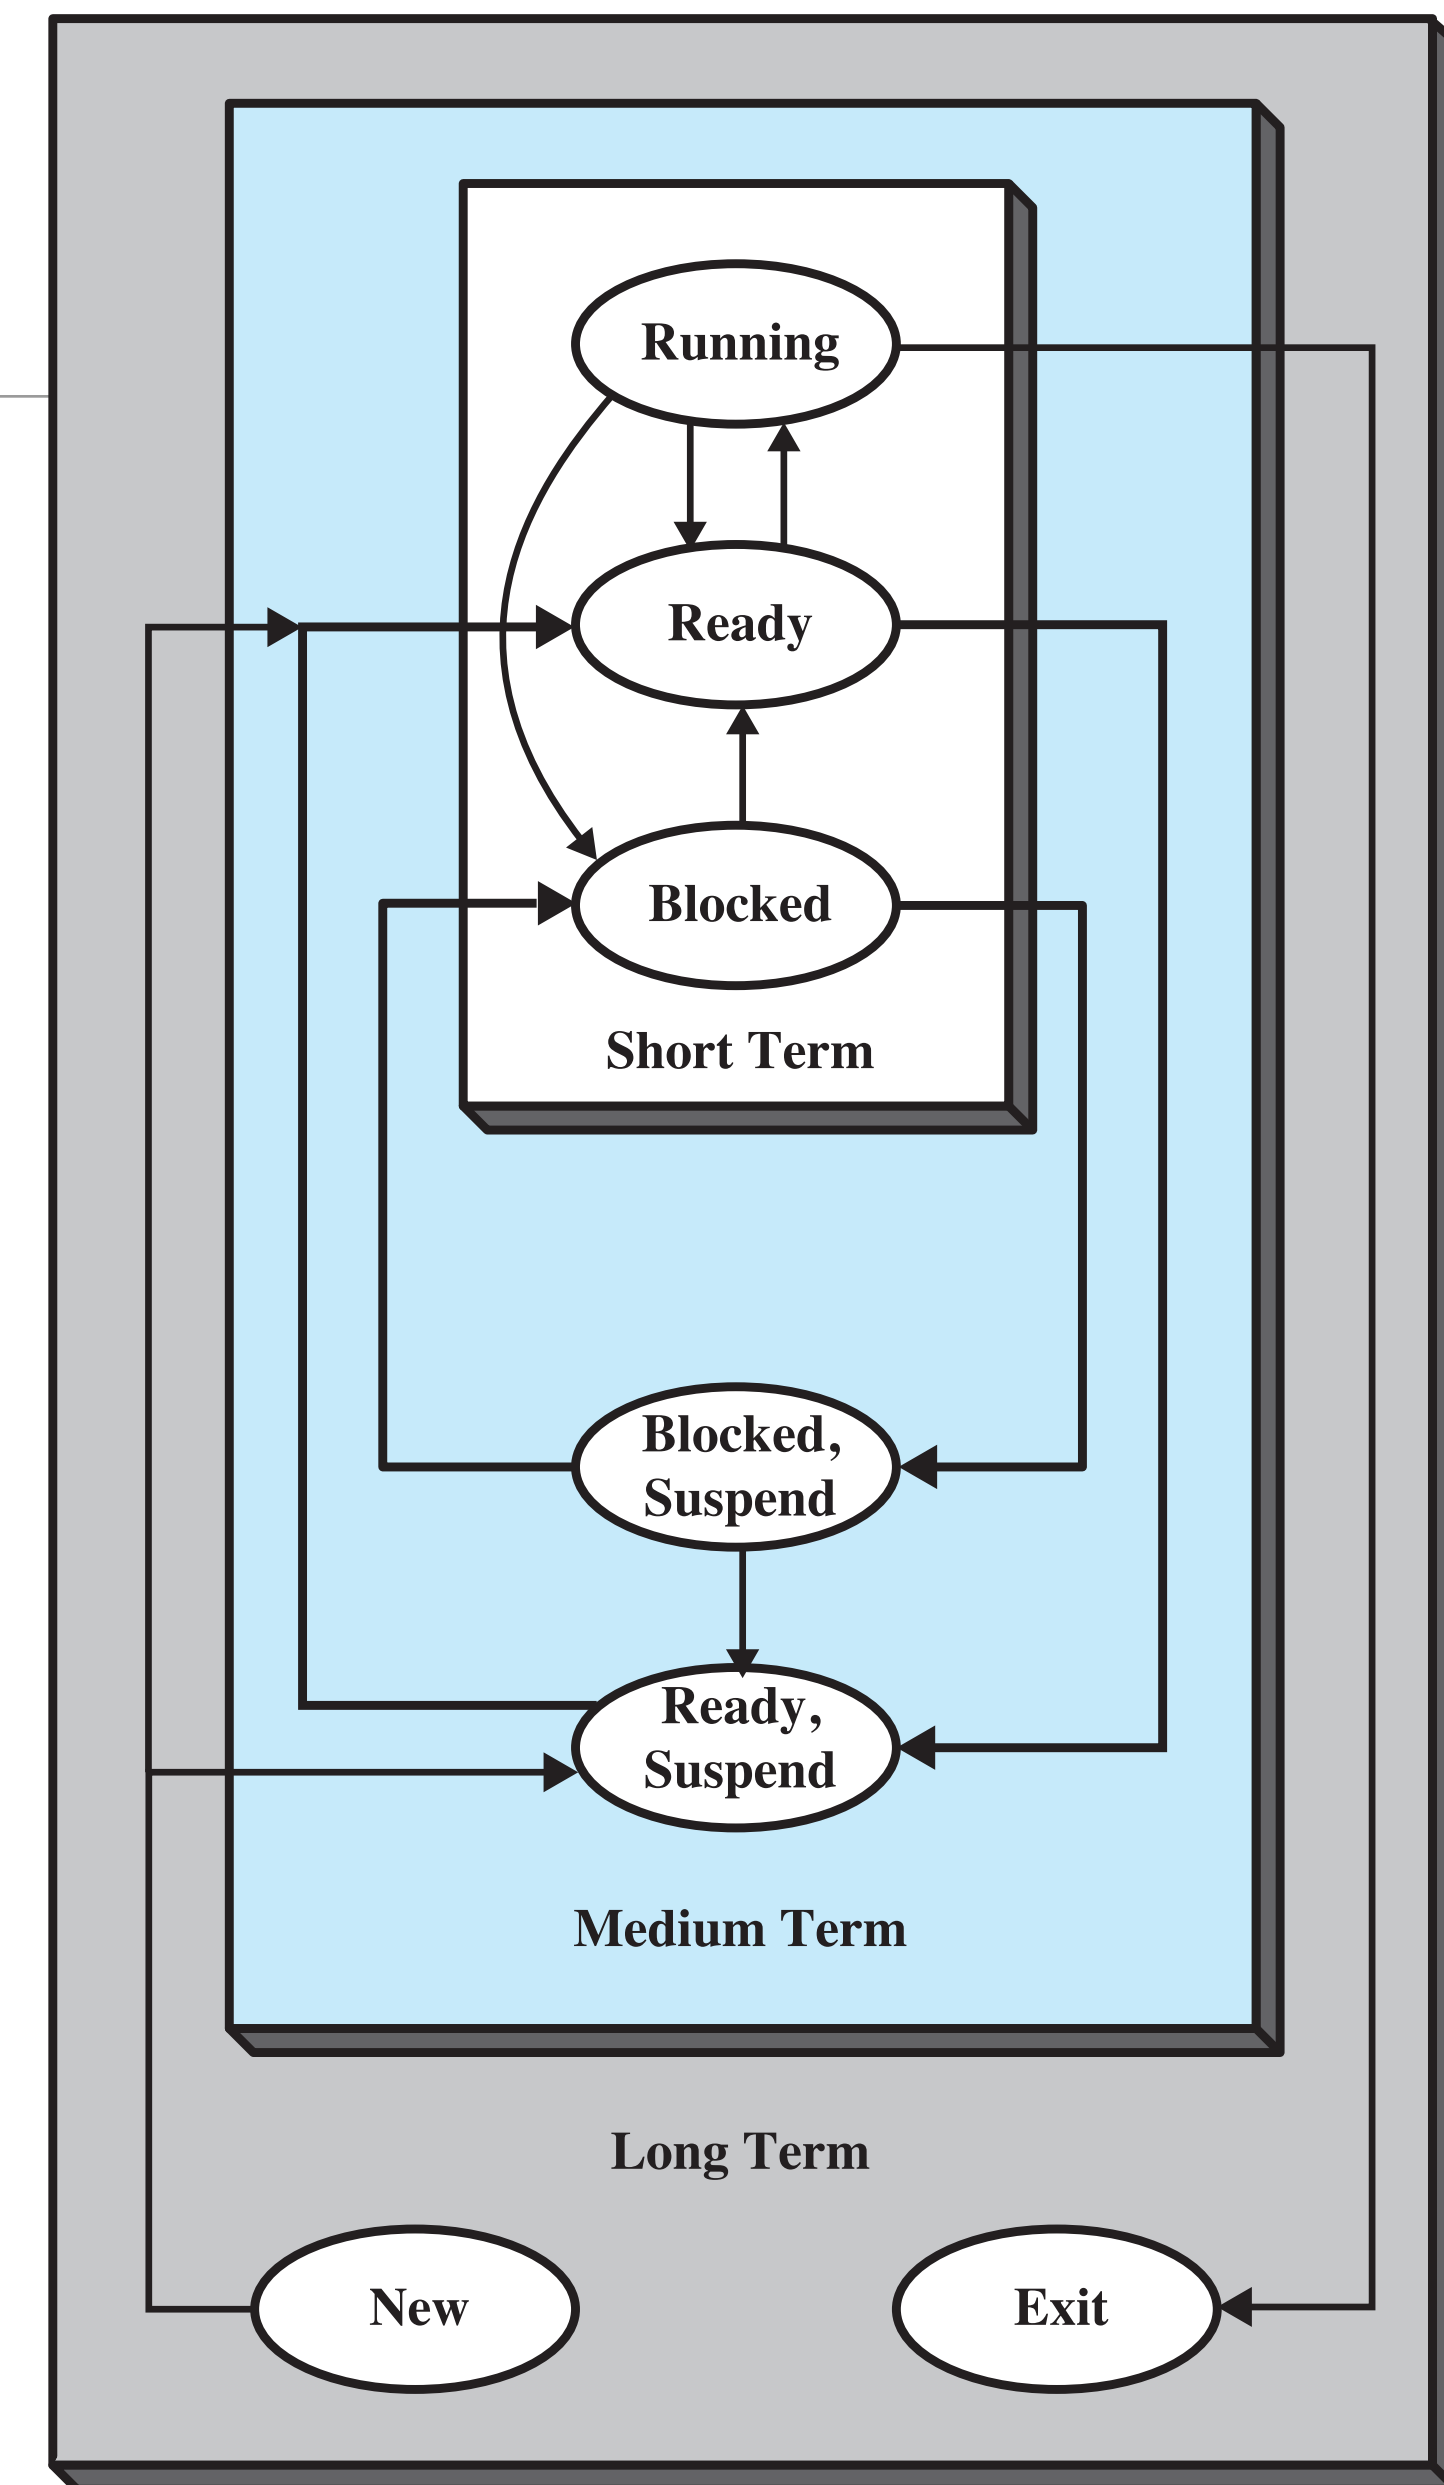 Running
Ready
Blocked
Short Term
Blocked,
Suspend
Ready,
Suspend
Medium Term
Long Term
New
Exit